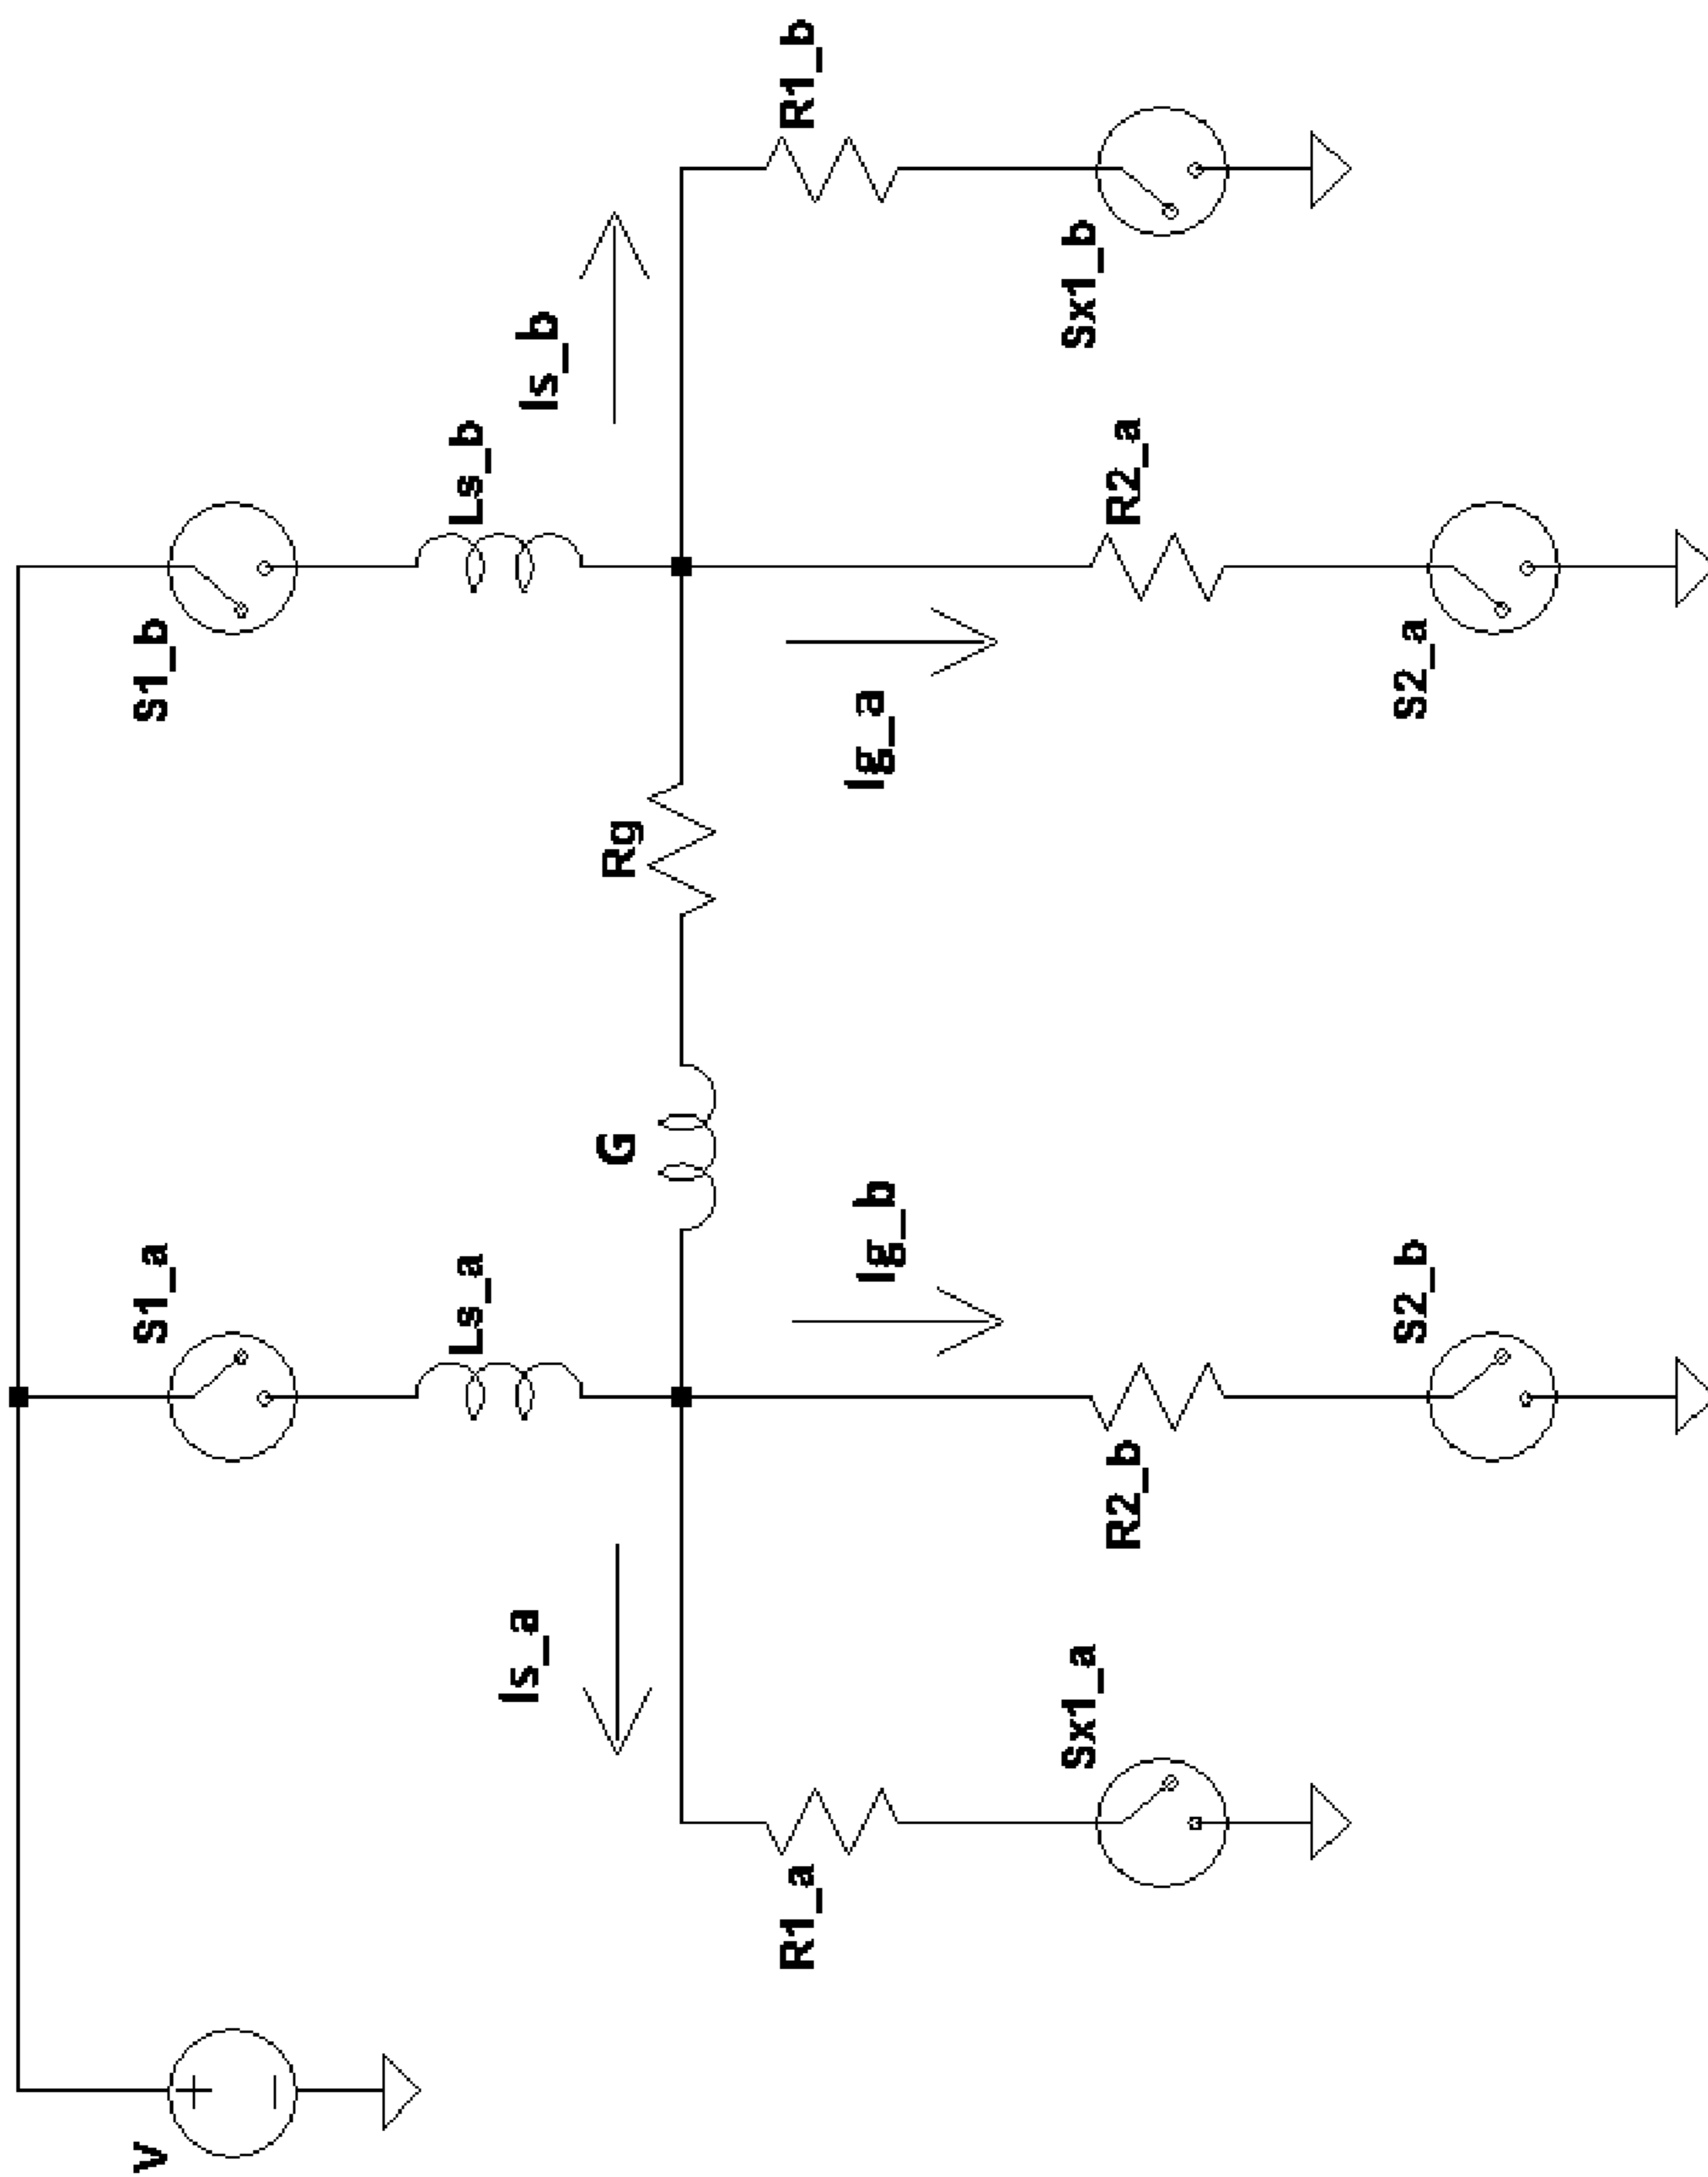 V
S1_a
S1_b
Ls_a
Ls_b
Is_a
Is_b
G
Rg
R1_a
Ig_b
Ig_a
R1_b
Sx1_a
R2_b
R2_a
Sx1_b
S2_b
S2_a